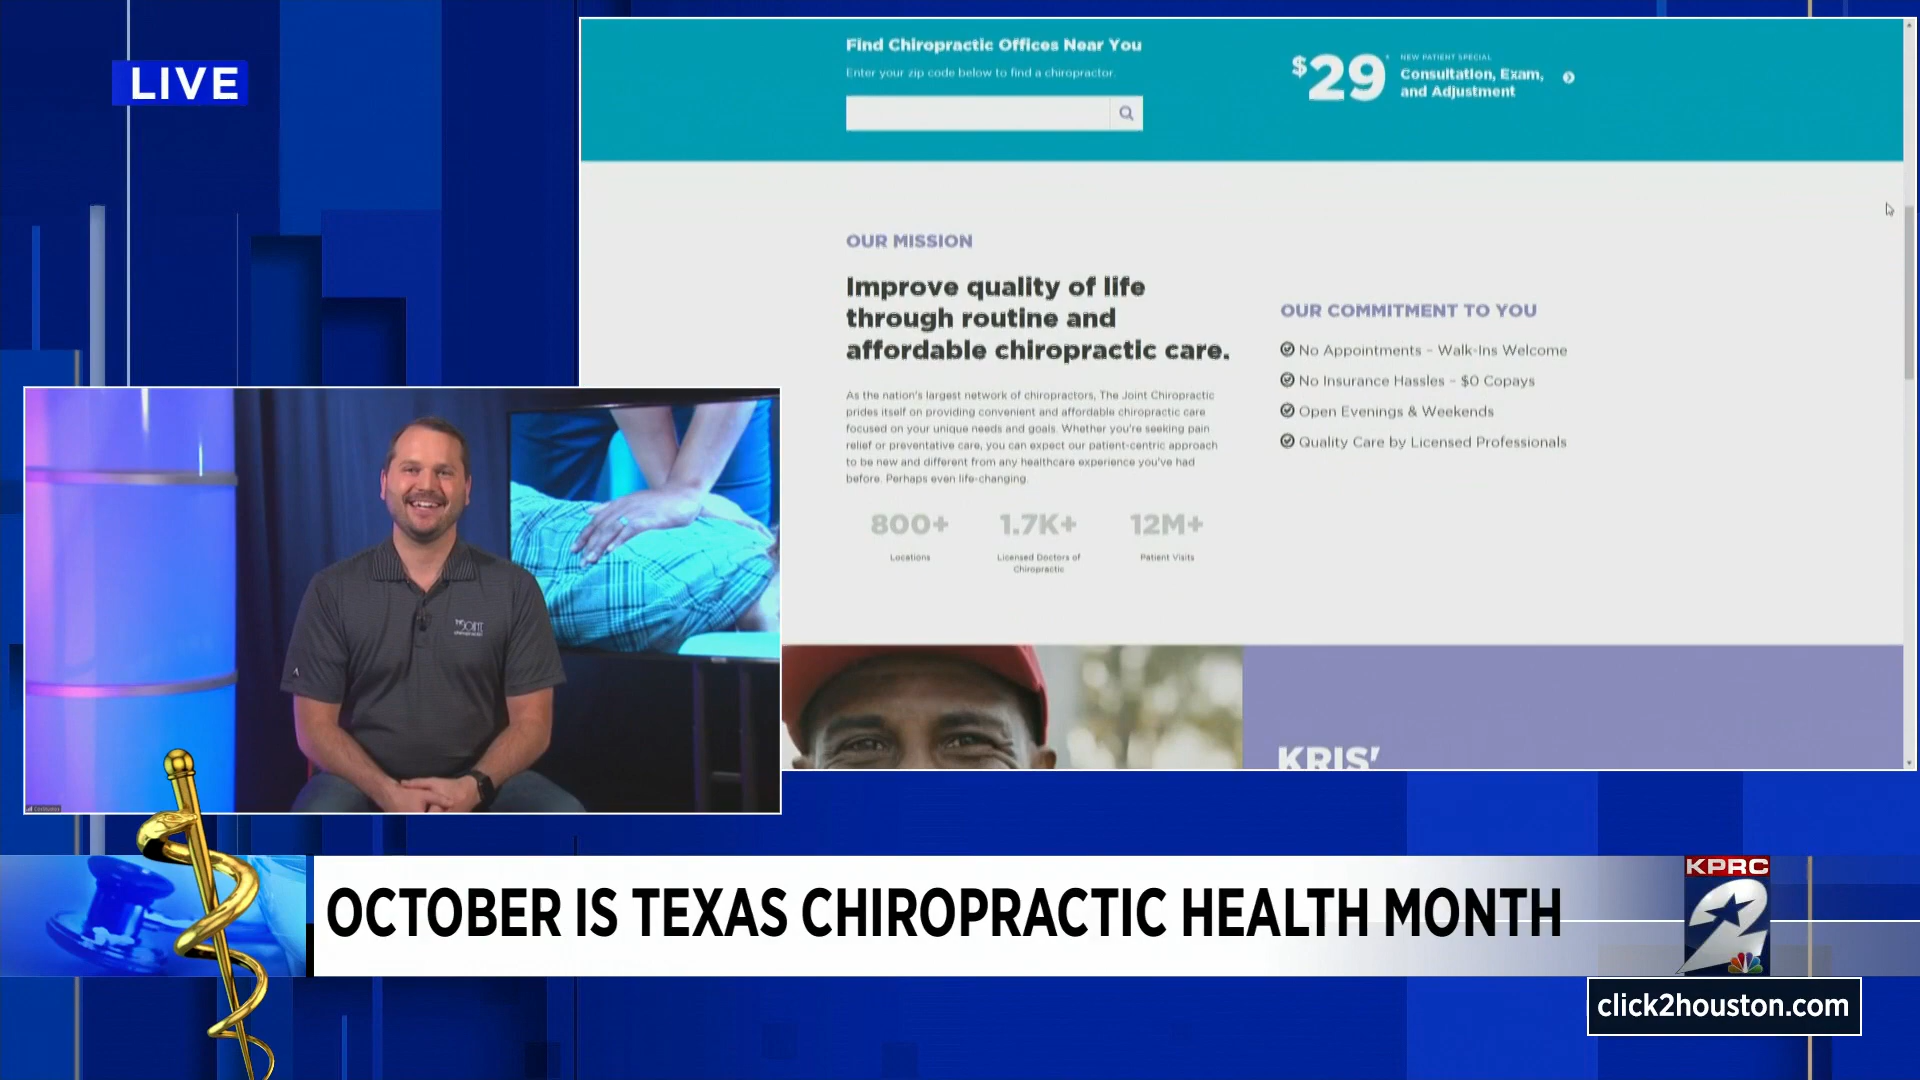 LIVE
Find Chiropractic Offices Near You
Enter your zip code below to find a chiropractor.
$29*
NEW PATIENT SPECIAL
Consultation, Exam,
and Adjustment
OUR MISSION
Improve quality of life
through routine and
affordable chiropractic care.
As the nation's largest network of chiropractors, The Joint Chiropractic
prides itself on providing convenient and affordable chiropractic care
focused on your unique needs and goals. Whether you're seeking pain
relief or preventative care, you can expect our patient-centric approach
to be new and different from any healthcare experience you've had
before. Perhaps even life-changing.
800+
Locations
1.7K+
Licensed Doctors of
Chiropractic
12M+
Patient Visits
OUR COMMITMENT TO YOU
No Appointments – Walk-Ins Welcome
No Insurance Hassles – $0 Copays
Open Evenings & Weekends
Quality Care by Licensed Professionals
KRIS'
THE JOINT
OCTOBER IS TEXAS CHIROPRACTIC HEALTH MONTH
KPRC
2
click2houston.com